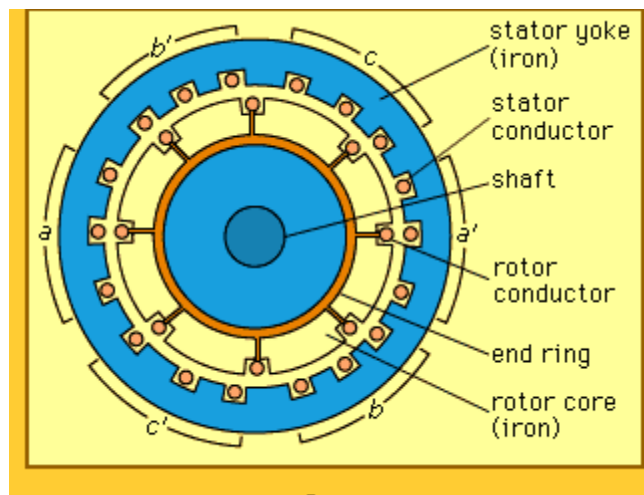 b'
c
stator yoke
(iron)
stator
conductor
shaft
a
a'
rotor
conductor
end ring
rotor core
(iron)
c'
b